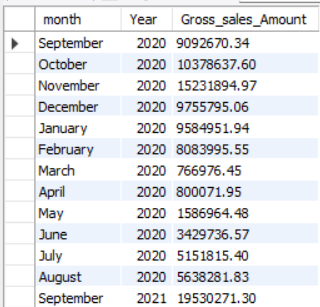 month Year Gross_sales_Amount
September 2020 9092670.34
October 2020 10378637.60
November 2020 15231894.97
December 2020 9755795.06
January 2020 9584951.94
February 2020 8083995.55
March 2020 766976.45
April 2020 800071.95
May 2020 1586964.48
June 2020 3429736.57
July 2020 5151815.40
August 2020 5638281.83
September 2021 19530271.30